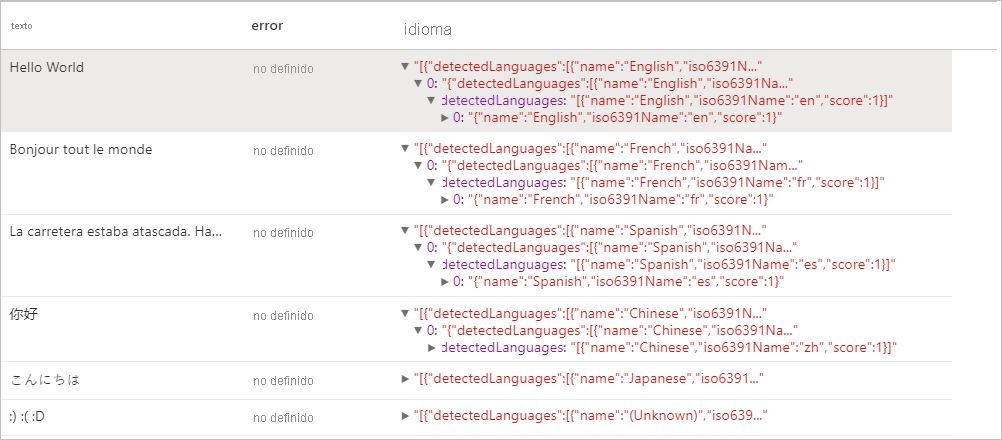 texto error idioma
Hello World no definido "[{"detectedLanguages":[{"name":"English","iso6391N..."
0: "{"detectedLanguages":[{"name":"English","iso6391Na..."
detectedLanguages: "[{"name":"English","iso6391Name":"en","score":1}]"
0: "{"name":"English","iso6391Name":"en","score":1}"
Bonjour tout le monde no definido "[{"detectedLanguages":[{"name":"French","iso6391Na..."
0: "{"detectedLanguages":[{"name":"French","iso6391Nam..."
detectedLanguages: "[{"name":"French","iso6391Name":"fr","score":1}]"
0: "{"name":"French","iso6391Name":"fr","score":1}"
La carretera estaba atascada. Ha... no definido "[{"detectedLanguages":[{"name":"Spanish","iso6391N..."
0: "{"detectedLanguages":[{"name":"Spanish","iso6391Na..."
detectedLanguages: "[{"name":"Spanish","iso6391Name":"es","score":1}]"
0: "{"name":"Spanish","iso6391Name":"es","score":1}"
你好 no definido "[{"detectedLanguages":[{"name":"Chinese","iso6391N..."
0: "{"detectedLanguages":[{"name":"Chinese","iso6391Na..."
detectedLanguages: "[{"name":"Chinese","iso6391Name":"zh","score":1}]"
こんにちは no definido "[{"detectedLanguages":[{"name":"Japanese","iso6391..."
:) :( :D no definido "[{"detectedLanguages":[{"name":"(Unknown)","iso639..."